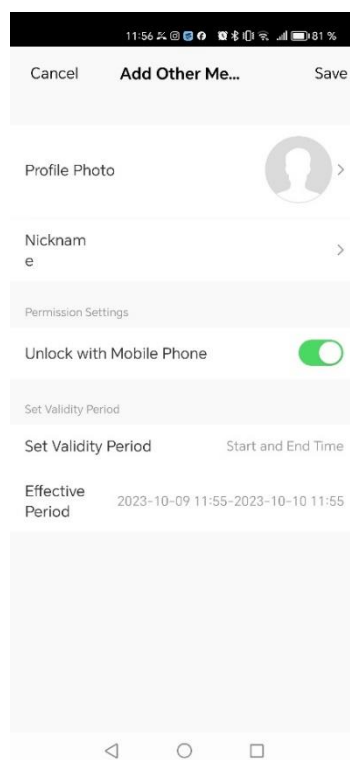 11:56 81 %
Cancel Add Other Me... Save
Profile Photo
Nicknam
e
Permission Settings
Unlock with Mobile Phone
Set Validity Period
Set Validity Period Start and End Time
Effective
Period 2023-10-09 11:55-2023-10-10 11:55